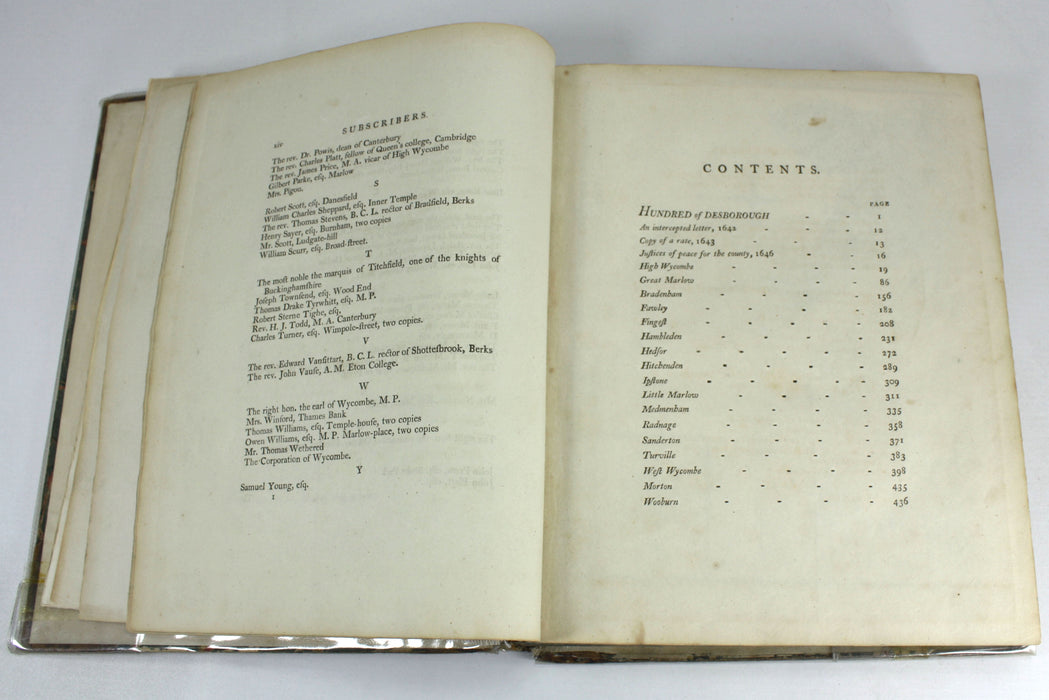 SUBSCRIBERS.
xiv
The rev. Dr. Powis, dean of Canterbury
The rev. Charles Platt, fellow of Queen's college, Cambridge
The rev. James Price, M. A. vicar of High Wycombe
Gilbert Parke, eſq. Marlow
Mrs. Pigou.
S
Robert Scott, eſq. Danesfield
William Charles Sheppard, eſq. Inner Temple
The rev. Thomas Stevens, B. C. L. rector of Bradfield, Berks
Henry Sayer, eſq. Burnham, two copies
Mr. Scott, Ludgate-hill
William Scurr, eſq. Broad-ſtreet.
T
The moſt noble the marquis of Titchfield, one of the knights of
Buckinghamſhire
Joſeph Townſend, eſq. Wood End
Thomas Drake Tyrwhitt, eſq. M. P.
Robert Sterne Tighe, eſq.
Rev. H. J. Todd, M. A. Canterbury
Charles Turner, eſq. Wimpole-ſtreet, two copies.
V
The rev. Edward Vanſittart, B. C. L. rector of Shotteſbrook, Berks
The rev. John Vauſe, A. M. Eton College.
W
The right hon. the earl of Wycombe, M. P.
Mrs. Winford, Thames Bank
Thomas Williams, eſq. Temple-houſe, two copies
Owen Williams, eſq. M. P. Marlow-place, two copies
Mr. Thomas Wethered
The Corporation of Wycombe.
Y
Samuel Young, eſq.
1
CONTENTS.
PAGE
HUNDRED of DESBOROUGH - - 1
An intercepted letter, 1642 - - - 12
Copy of a rate, 1643 - - - 13
Juſtices of peace for the county, 1646 - - 16
High Wycombe - - - - 19
Great Marlow - - - - 86
Bradenham - - - - 156
Fawley - - - - 182
Fingeſt - - - - - 208
Hambleden - - - - 231
Hedſor - - - - - 272
Hitchenden - - - - 289
Ipſtone - - - - - 309
Little Marlow - - - - 311
Medmenham - - - - 335
Radnage - - - - 358
Sanderton - - - - 371
Turville - - - - 383
Weſt Wycombe - - - - 398
Morton - - - - 435
Wooburn - - - - 436